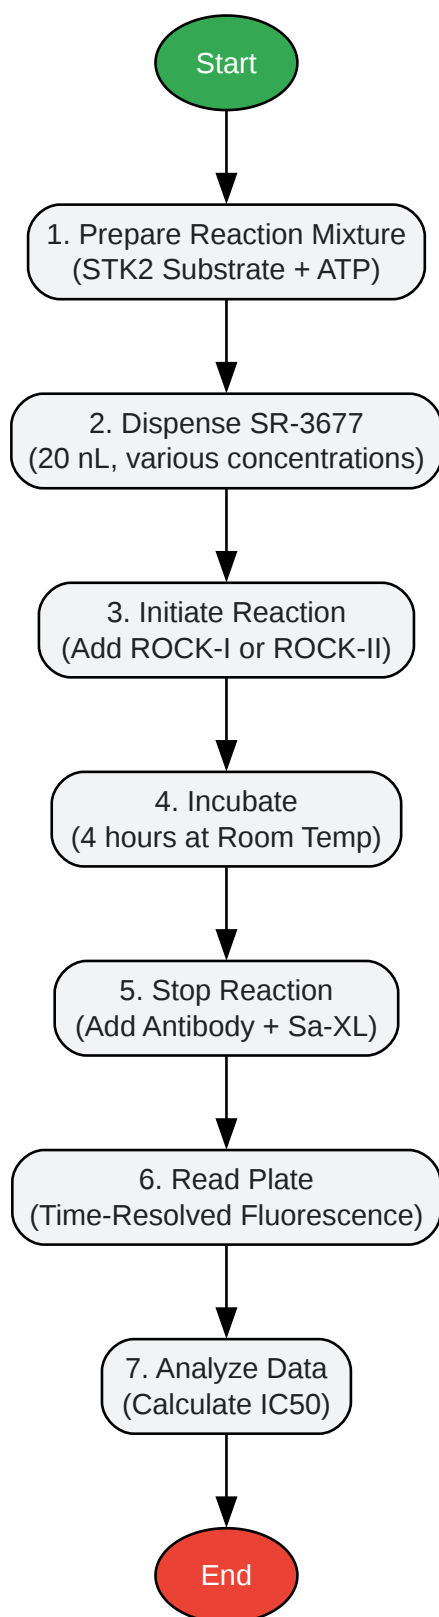 Start
1. Prepare Reaction Mixture
(STK2 Substrate + ATP)
2. Dispense SR-3677
(20 nL, various concentrations)
3. Initiate Reaction
(Add ROCK-I or ROCK-II)
4. Incubate
(4 hours at Room Temp)
5. Stop Reaction
(Add Antibody + Sa-XL)
6. Read Plate
(Time-Resolved Fluorescence)
7. Analyze Data
(Calculate IC50)
End